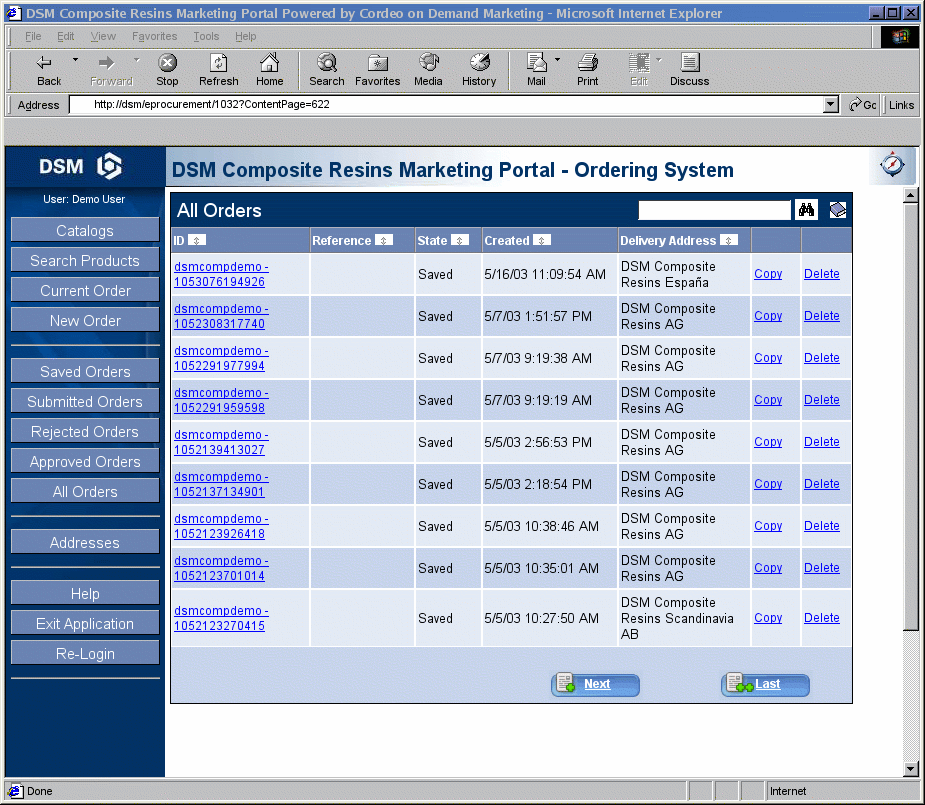 DSM Composite Resins Marketing Portal Powered by Cordeo on Demand Marketing - Microsoft Internet Explorer
File Edit View Favorites Tools Help
Back Forward Stop Refresh Home Search Favorites Media History Mail Print Edit Discuss
Address http://dsm/eprocurement/1032?ContentPage=622 Go Links
DSM
DSM Composite Resins Marketing Portal - Ordering System
User: Demo User
Catalogs
Search Products
Current Order
New Order
Saved Orders
Submitted Orders
Rejected Orders
Approved Orders
All Orders
Addresses
Help
Exit Application
Re-Login
All Orders
ID Reference State Created Delivery Address
dsmcompdemo - 
1053076194926 Saved 5/16/03 11:09:54 AM DSM Composite
Resins España Copy Delete
dsmcompdemo - 
1052308317740 Saved 5/7/03 1:51:57 PM DSM Composite
Resins AG Copy Delete
dsmcompdemo - 
1052291977994 Saved 5/7/03 9:19:38 AM DSM Composite
Resins AG Copy Delete
dsmcompdemo - 
1052291959598 Saved 5/7/03 9:19:19 AM DSM Composite
Resins AG Copy Delete
dsmcompdemo - 
1052139413027 Saved 5/5/03 2:56:53 PM DSM Composite
Resins AG Copy Delete
dsmcompdemo - 
1052137134901 Saved 5/5/03 2:18:54 PM DSM Composite
Resins AG Copy Delete
dsmcompdemo - 
1052123926418 Saved 5/5/03 10:38:46 AM DSM Composite
Resins AG Copy Delete
dsmcompdemo - 
1052123701014 Saved 5/5/03 10:35:01 AM DSM Composite
Resins AG Copy Delete
dsmcompdemo - 
1052123270415 Saved 5/5/03 10:27:50 AM DSM Composite
Resins Scandinavia
AB Copy Delete
Next Last
Done Internet